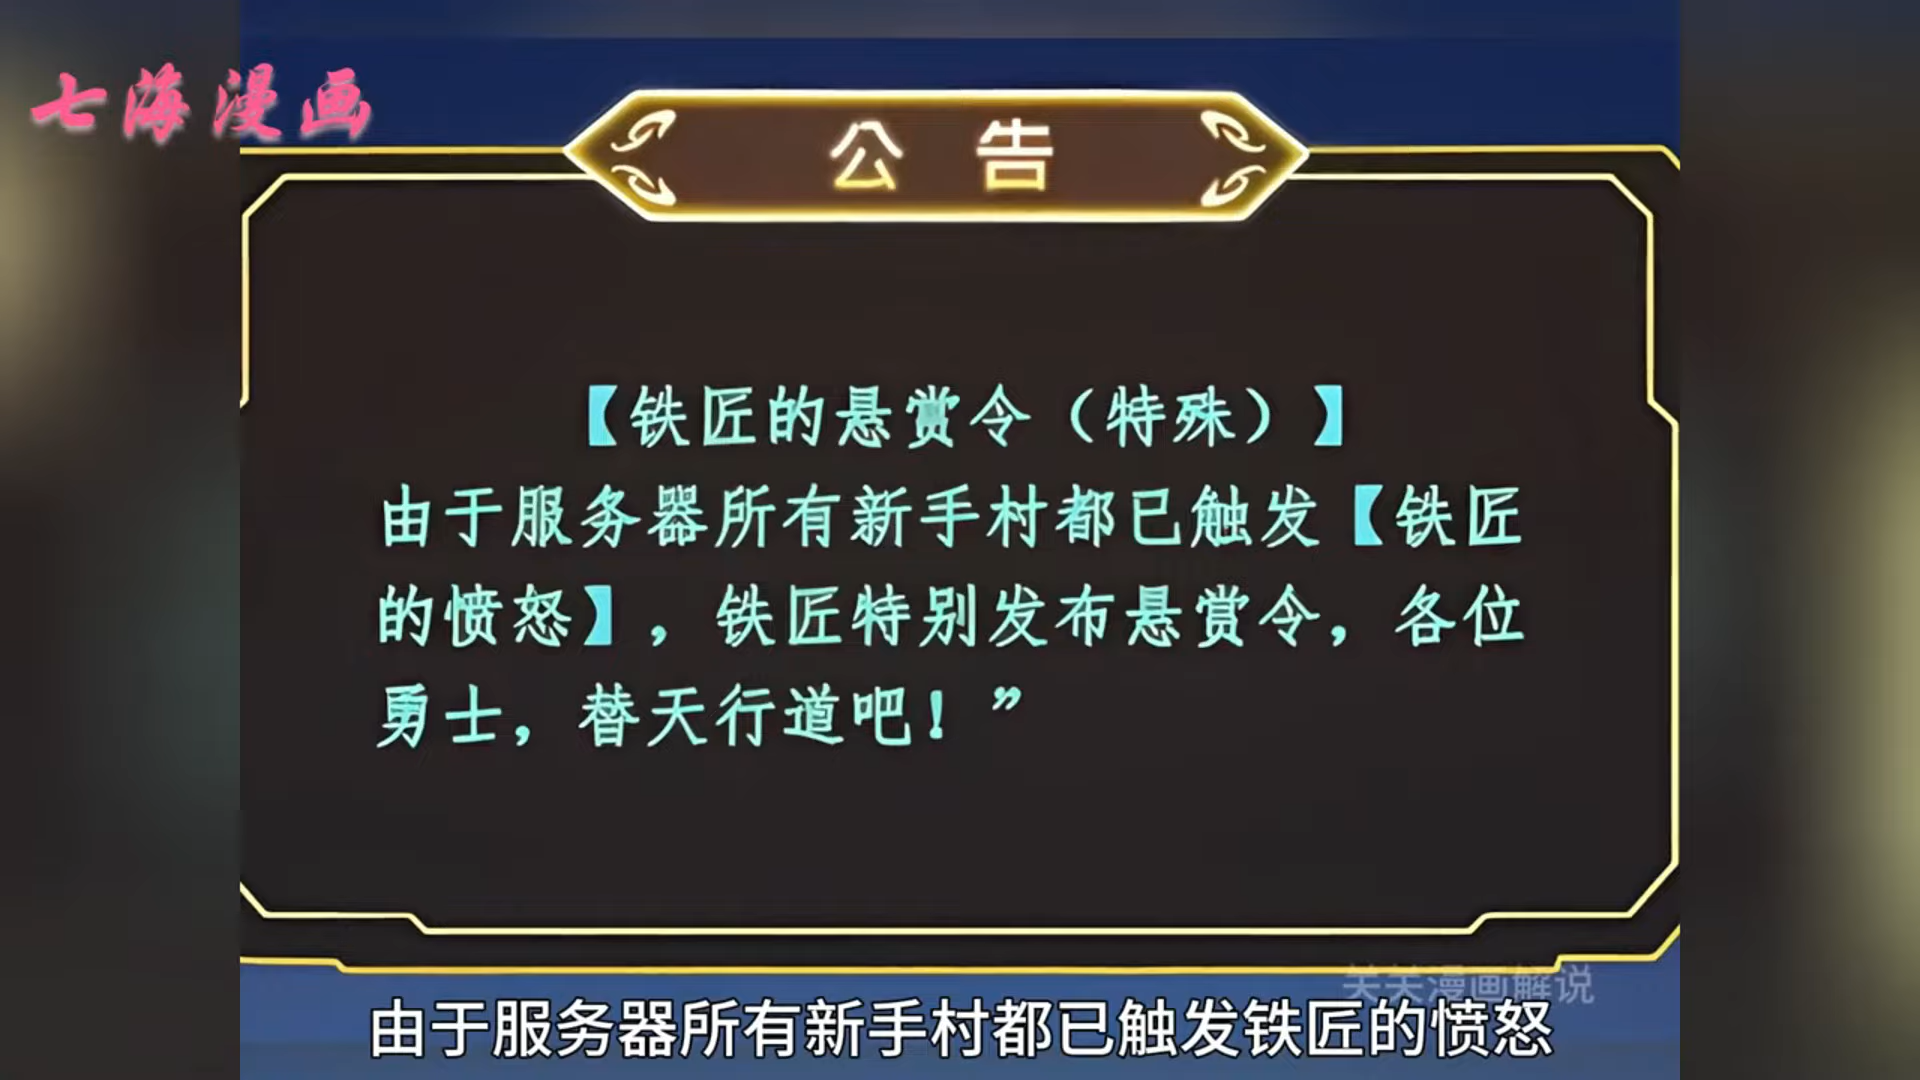 七海漫画
公告
【铁匠的悬赏令（特殊）】
由于服务器所有新手村都已触发【铁匠
的愤怒】，铁匠特别发布悬赏令，各位
勇士，替天行道吧！”
关关漫画解说
由于服务器所有新手村都已触发铁匠的愤怒